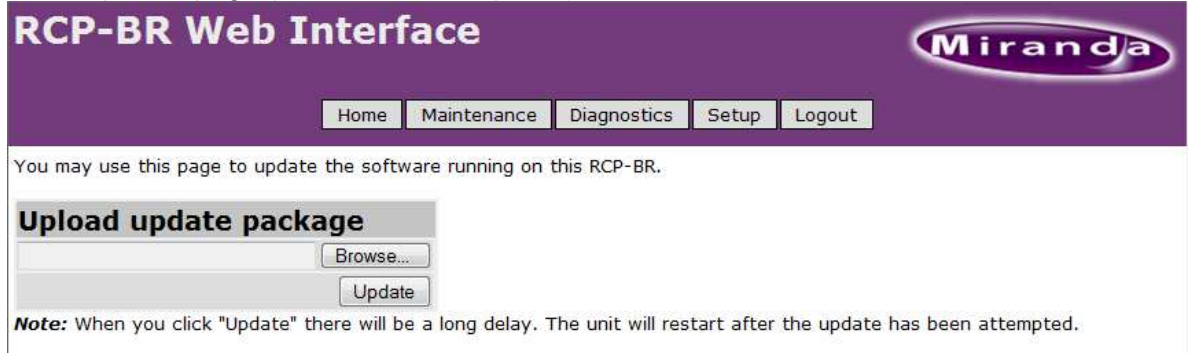 RCP-BR Web Interface
Miranda
Home Maintenance Diagnostics Setup Logout
You may use this page to update the software running on this RCP-BR.
Upload update package
Browse...
Update
Note: When you click "Update" there will be a long delay. The unit will restart after the update has been attempted.